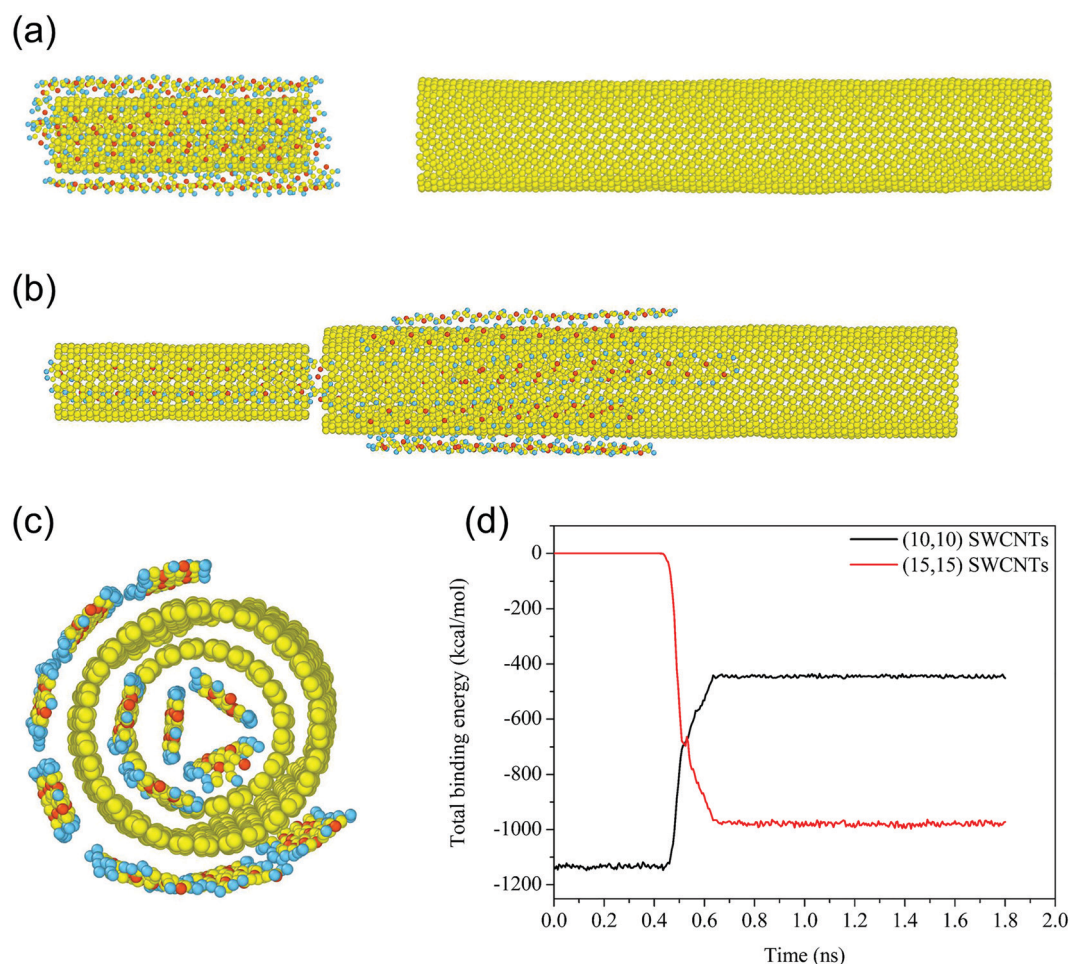 (a)
(b)
(c)
(d)
(10,10) SWCNTs
(15,15) SWCNTs
Total binding energy (kcal/mol)
0
-200
-400
-600
-800
-1000
-1200
0.0 0.2 0.4 0.6 0.8 1.0 1.2 1.4 1.6 1.8 2.0
Time (ns)